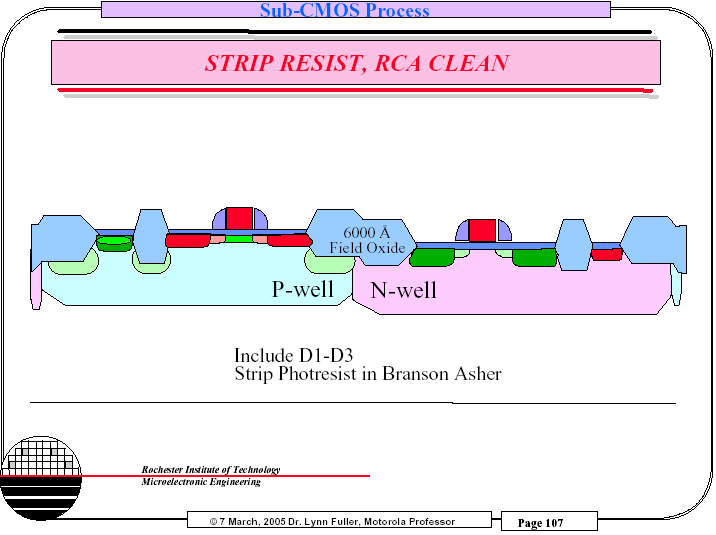 Sub-CMOS Process
STRIP RESIST, RCA CLEAN
6000 Å
Field Oxide
P-well
N-well
Include D1-D3
Strip Photresist in Branson Asher
Rochester Institute of Technology
Microelectronic Engineering
© 7 March, 2005 Dr. Lynn Fuller, Motorola Professor
Page 107